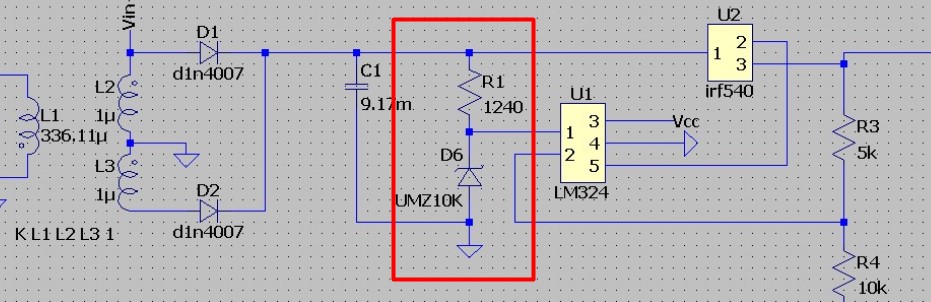 Vin
D1
d1n4007
L2
1µ
L1
336.11µ
L3
1µ
D2
d1n4007
K L1 L2 L3 1
C1
9.17m
R1
1240
D6
UMZ10K
U1
1
2
3
4
5
LM324
Vcc
U2
1
2
3
irf540
R3
5k
R4
10k